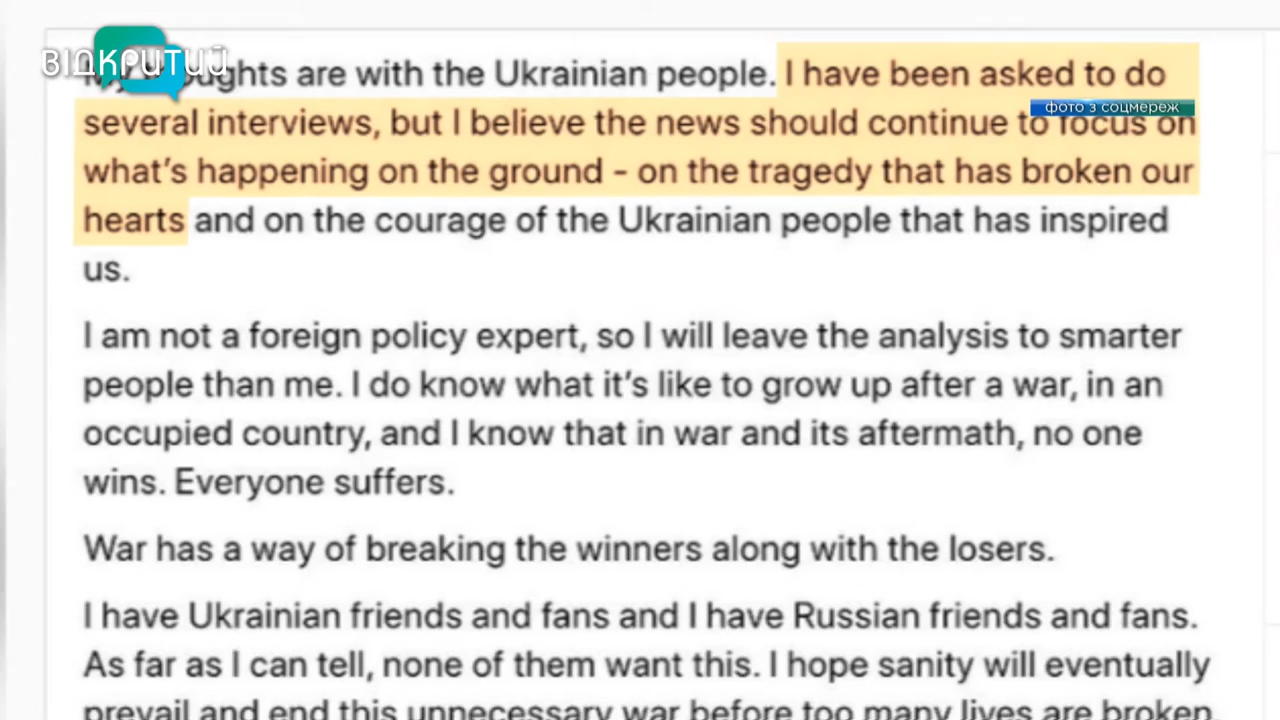 ВІДКРИТИЙ
thoughts are with the Ukrainian people. I have been asked to do
фото з соцмереж
several interviews, but I believe the news should continue to focus on
what's happening on the ground - on the tragedy that has broken our
hearts and on the courage of the Ukrainian people that has inspired
us.
I am not a foreign policy expert, so I will leave the analysis to smarter
people than me. I do know what it's like to grow up after a war, in an
occupied country, and I know that in war and its aftermath, no one
wins. Everyone suffers.
War has a way of breaking the winners along with the losers.
I have Ukrainian friends and fans and I have Russian friends and fans.
As far as I can tell, none of them want this. I hope sanity will eventually
prevail and end this unnecessary war before too many lives are broken.